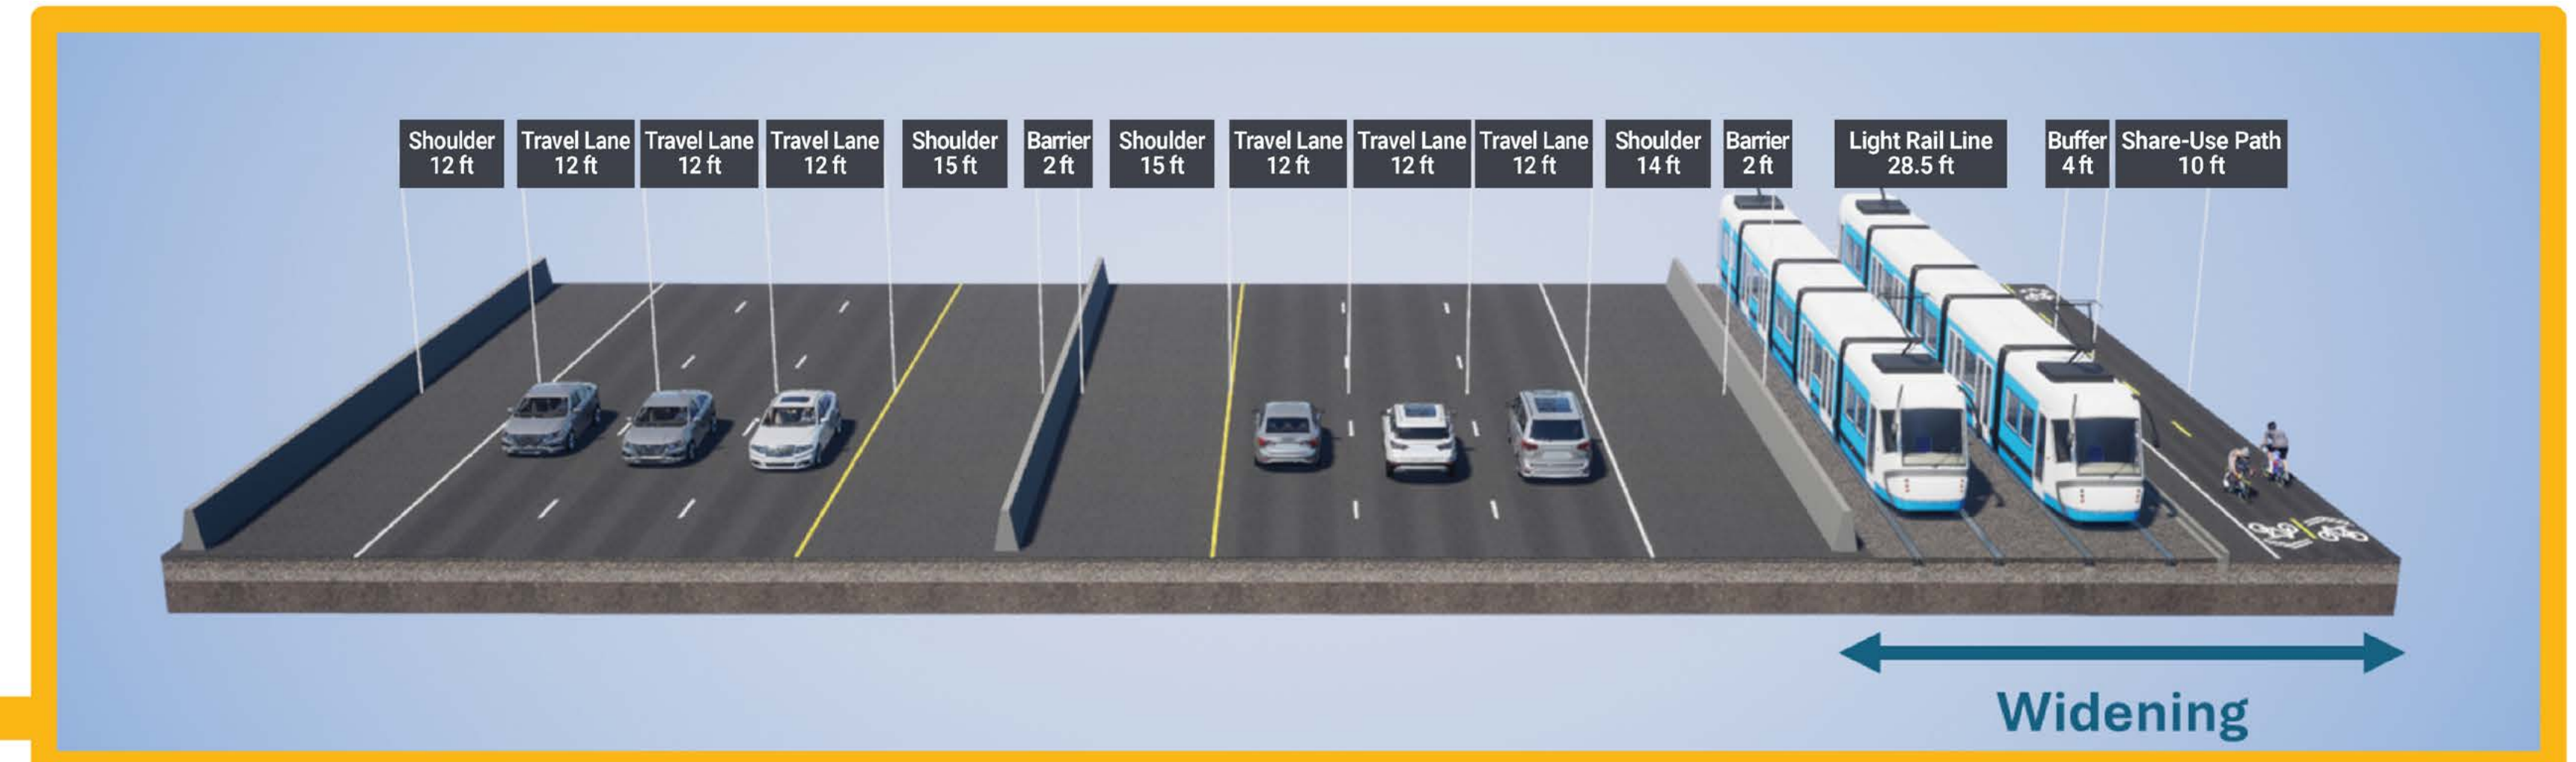 Shoulder
12 ft
Travel Lane
12 ft
Travel Lane
12 ft
Travel Lane
12 ft
Shoulder
15 ft
Barrier
2 ft
Shoulder
15 ft
Travel Lane
12 ft
Travel Lane
12 ft
Travel Lane
12 ft
Shoulder
14 ft
Barrier
2 ft
Light Rail Line
28.5 ft
Buffer
4 ft
Share-Use Path
10 ft
Widening